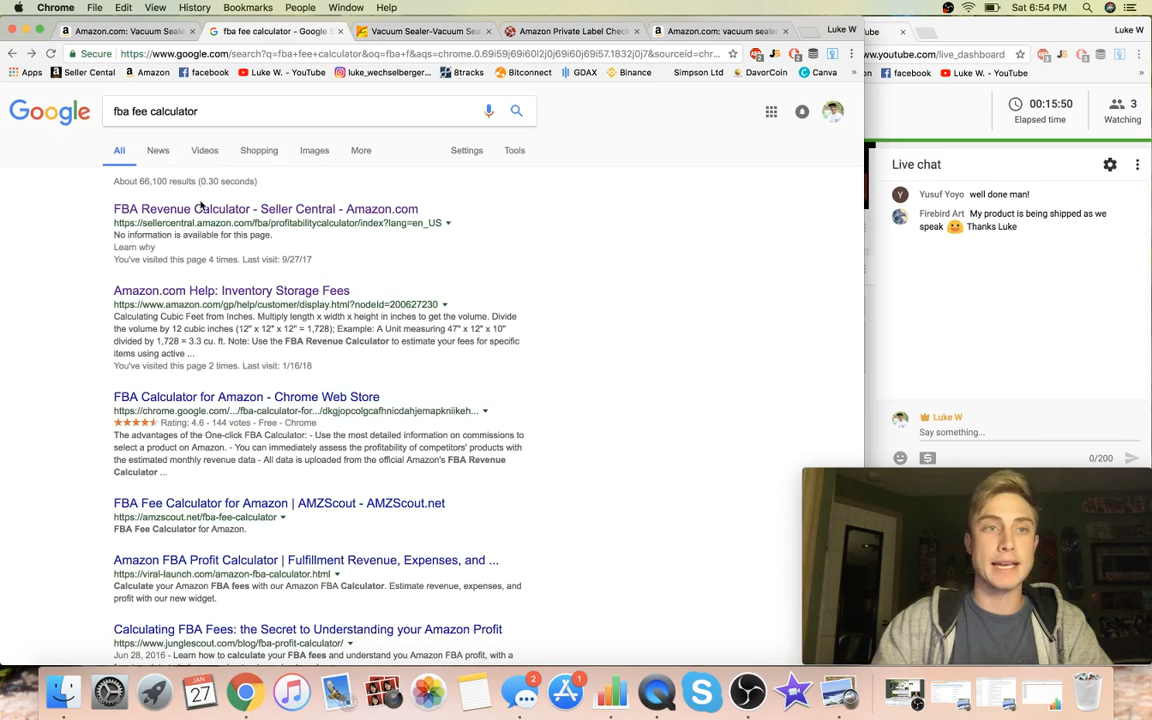 Chrome File Edit View History Bookmarks People Window Help
Sat 6:54 PM Luke W
Amazon.com: Vacuum Sealer
fba fee calculator - Google S
Vacuum Sealer-Vacuum Sea
Amazon Private Label Check
Amazon.com: vacuum sealer
Luke W
Secure https://www.google.com/search?q=fba+fee+calculator&oq=fba+f&aqs=chrome.0.69i59j69i60l2j0j69i60j69i57.1832j0j7&sourceid=chr...
Apps Seller Cental Amazon facebook Luke W. - YouTube luke_wechselberger... 8tracks Bitconnect GDAX Binance Simpson Ltd DavorCoin Canva
ube
Luke W
www.youtube.com/live_dashboard
facebook Luke W. - YouTube
Google
fba fee calculator
All News Videos Shopping Images More Settings Tools
About 66,100 results (0.30 seconds)
FBA Revenue Calculator - Seller Central - Amazon.com
https://sellercentral.amazon.com/fba/profitabilitycalculator/index?lang=en_US
No information is available for this page.
Learn why
You've visited this page 4 times. Last visit: 9/27/17
Amazon.com Help: Inventory Storage Fees
https://www.amazon.com/gp/help/customer/display.html?nodeId=200627230
Calculating Cubic Feet from Inches. Multiply length x width x height in inches to get the volume. Divide
the volume by 12 cubic inches (12" x 12" x 12" = 1,728); Example: A Unit measuring 47" x 12" x 10"
divided by 1,728 = 3.3 cu. ft. Note: Use the FBA Revenue Calculator to estimate your fees for specific
items using active ...
You've visited this page 2 times. Last visit: 1/16/18
FBA Calculator for Amazon - Chrome Web Store
https://chrome.google.com/.../fba-calculator-for.../dkgjopcolgcafhnicdahjemapkniikeh...
Rating: 4.6 - 144 votes - Free - Chrome
The advantages of the One-click FBA Calculator: - Use the most detailed information on commissions to
select a product on Amazon. - You can immediately assess the profitability of competitors' products with
the estimated monthly revenue data - All data is uploaded from the official Amazon's FBA Revenue
Calculator ...
FBA Fee Calculator for Amazon | AMZScout - AMZScout.net
https://amzscout.net/fba-fee-calculator
FBA Fee Calculator for Amazon.
Amazon FBA Profit Calculator | Fulfillment Revenue, Expenses, and ...
https://viral-launch.com/amazon-fba-calculator.html
Calculate your Amazon FBA fees with our Amazon FBA Calculator. Estimate revenue, expenses, and
profit with our new widget.
Calculating FBA Fees: the Secret to Understanding your Amazon Profit
https://www.junglescout.com/blog/fba-profit-calculator/
Jun 28, 2016 - Learn how to calculate your FBA fees and understand you Amazon FBA profit, with a
00:15:50
Elapsed time
3
Watching
Live chat
Y Yusuf Yoyo well done man!
Firebird Art My product is being shipped as we
speak Thanks Luke
Luke W
Say something...
0/200
JAN
27
2
1